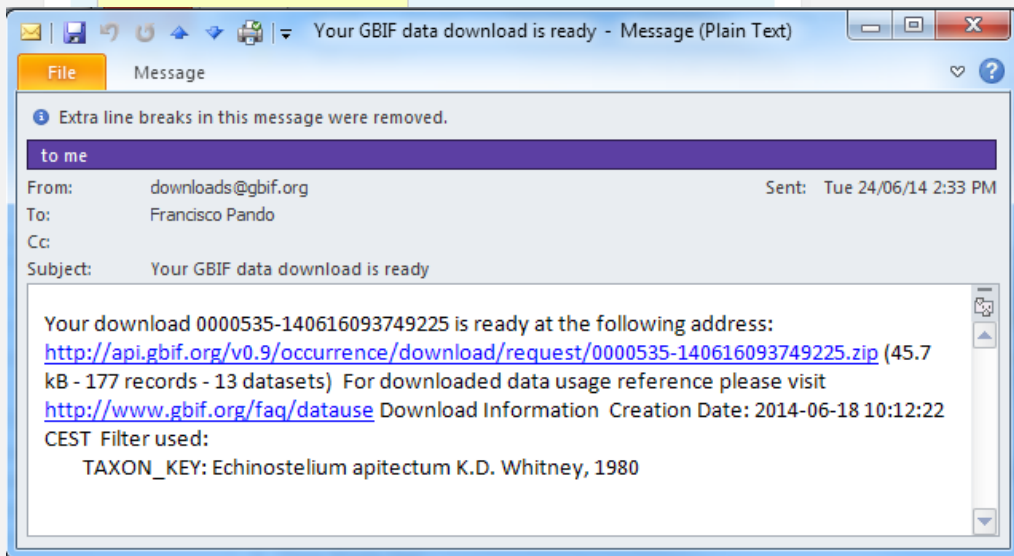 Your GBIF data download is ready - Message (Plain Text)
File Message
Extra line breaks in this message were removed.
to me
From: downloads@gbif.org Sent: Tue 24/06/14 2:33 PM
To: Francisco Pando
Cc:
Subject: Your GBIF data download is ready
Your download 0000535-140616093749225 is ready at the following address:
http://api.gbif.org/v0.9/occurrence/download/request/0000535-140616093749225.zip (45.7
kB - 177 records - 13 datasets) For downloaded data usage reference please visit
http://www.gbif.org/faq/datause Download Information Creation Date: 2014-06-18 10:12:22
CEST Filter used:
TAXON_KEY: Echinostelium apitectum K.D. Whitney, 1980